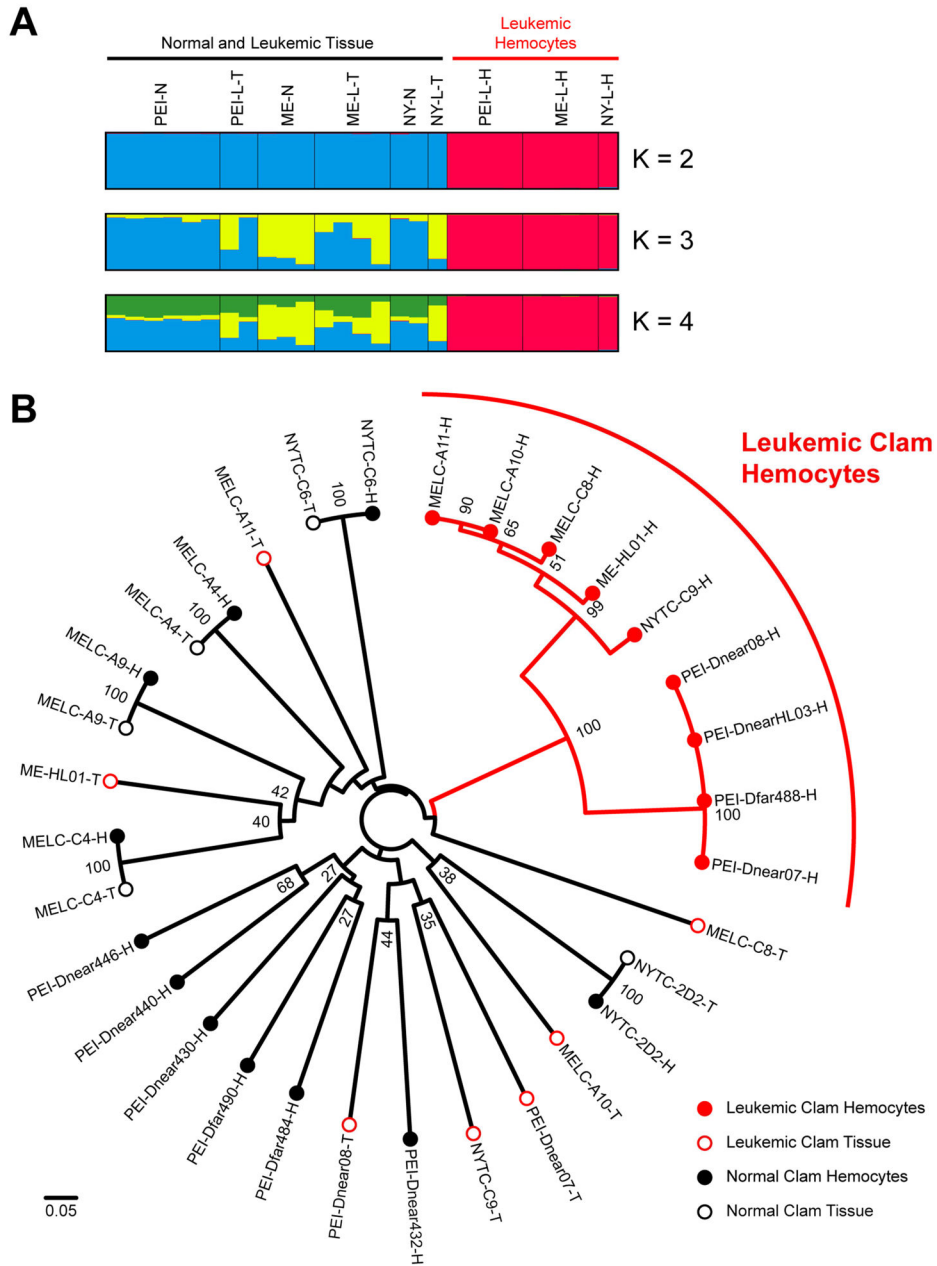 A
Normal and Leukemic Tissue
Leukemic
Hemocytes
PEI-N
PEI-L-T
ME-N
ME-L-T
NY-N
NY-L-T
PEI-L-H
ME-L-H
NY-L-H
K = 2
K = 3
K = 4
B
Leukemic Clam
Hemocytes
MELC-A11-H
90
MELC-A10-H
65
MELC-C8-H
51
ME-HL01-H
99
NYTC-C9-H
100
PEI-Dnear08-H
PEI-DnearHL03-H
PEI-Dfar488-H
100
PEI-Dnear07-H
NYTC-C6-H
100
NYTC-C6-T
MELC-A11-T
MELC-A4-H
100
MELC-A4-T
MELC-A9-H
100
MELC-A9-T
ME-HL01-T
42
40
MELC-C4-H
100
MELC-C4-T
PEI-Dnear446-H
68
PEI-Dnear440-H
27
PEI-Dnear430-H
27
PEI-Dfar490-H
PEI-Dfar484-H
44
PEI-Dnear08-T
PEI-Dnear432-H
35
NYTC-C9-T
PEI-Dnear07-T
38
MELC-A10-T
NYTC-2D2-H
100
NYTC-2D2-T
MELC-C8-T
Leukemic Clam Hemocytes
Leukemic Clam Tissue
Normal Clam Hemocytes
Normal Clam Tissue
0.05